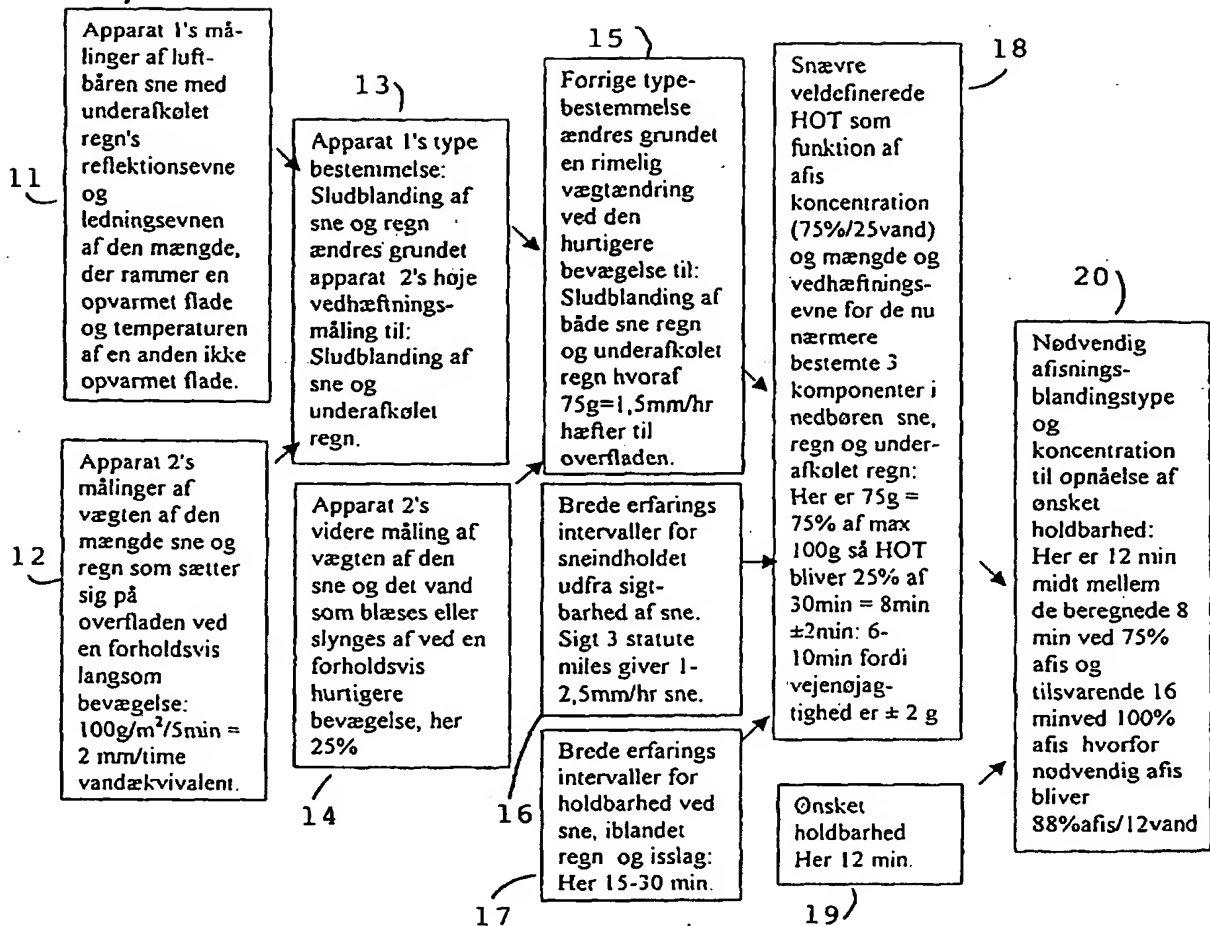 11
Apparat 1's må-
linger af luft-
båren sne med
underafkølet
regn's
reflektionsevne
og
ledningsevnen
af den mængde,
der rammer en
opvarmet flade
og temperaturen
af en anden ikke
opvarmet flade.
12
Apparat 2's
målinger af
vægten af den
mængde sne og
regn som sætter
sig på
overfladen ved
en forholdsvis
langsom
bevægelse:
100g/m²/5min =
2 mm/time
vandækvivalent.
13
Apparat 1's type
bestemmelse:
Sludblanding af
sne og regn
ændres grundet
apparat 2's høje
vedhæftnings-
måling til:
Sludblanding af
sne og
underafkølet
regn.
Apparat 2's
videre måling af
vægten af den
sne og det vand
som blæses eller
slynges af ved en
forholdsvis
hurtigere
bevægelse, her
25%
14
15
Forrige type-
bestemmelse
ændres grundet
en rimelig
vægtændring
ved den
hurtigere
bevægelse til:
Sludblanding af
både sne regn
og underafkølet
regn hvoraf
75g=1,5mm/hr
hæfter til
overfladen.
Brede erfarings
intervaller for
sneindholdet
udfra sigt-
barhed af sne.
Sigt 3 statute
miles giver 1-
2,5mm/hr sne.
16
Brede erfarings
intervaller for
holdbarhed ved
sne, iblandet
regn og isslag:
Her 15-30 min.
17
18
Snævre
veldefinerede
HOT som
funktion af
afis
koncentration
(75%/25vand)
og mængde og
vedhæftnings-
evne for de nu
nærmere
bestemte 3
komponenter i
nedbøren sne,
regn og under-
afkølet regn:
Her er 75g =
75% af max
100g så HOT
bliver 25% af
30min = 8min
±2min: 6-
10min fordi
vejenøjag-
tighed er ± 2 g
Ønsket
holdbarhed
Her 12 min.
19
20
Nødvendig
afisnings-
blandingstype
og
koncentration
til opnåelse af
ønsket
holdbarhed:
Her er 12 min
midt mellem
de beregnede 8
min ved 75%
afis og
tilsvarende 16
minved 100%
afis hvorfor
nødvendig afis
bliver
88%afis/12vand